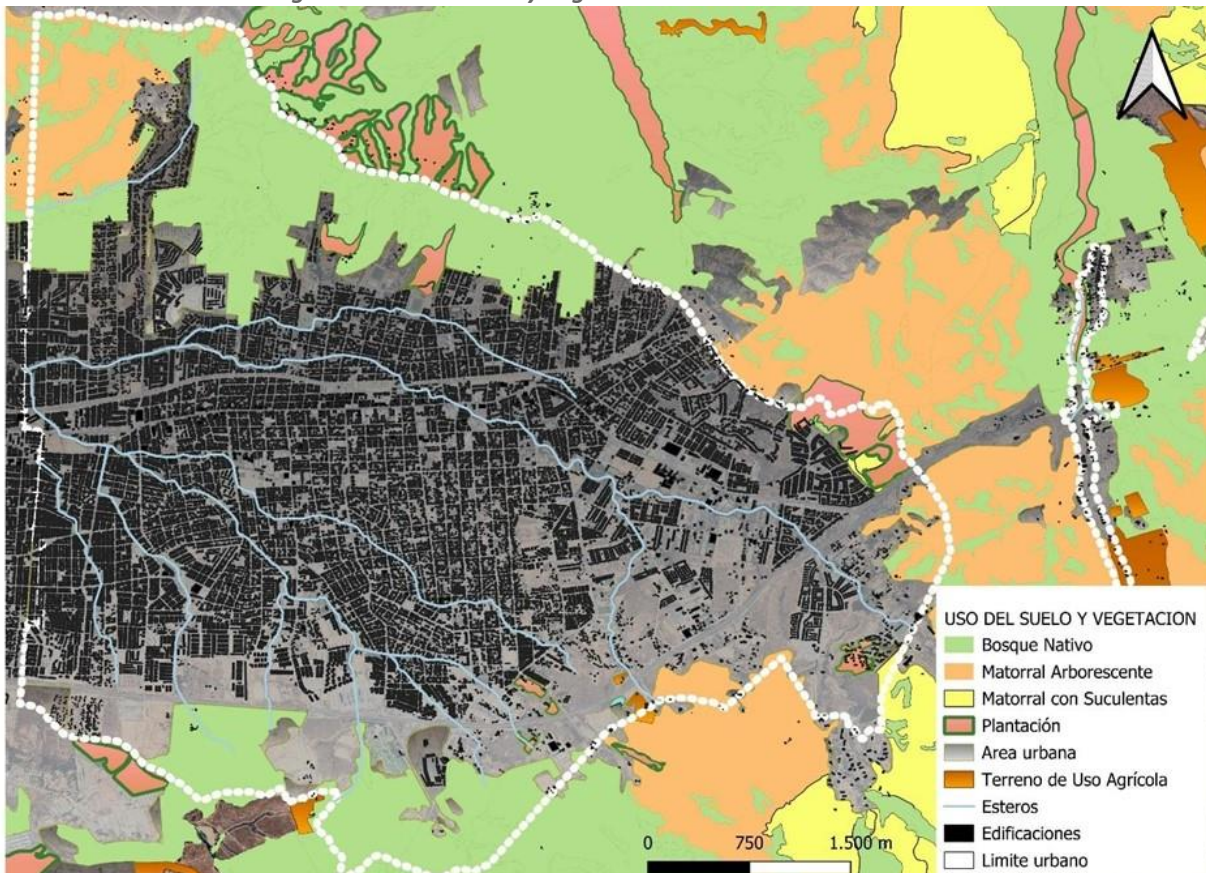 0 750 1.500 m
USO DEL SUELO Y VEGETACION
Bosque Nativo
Matorral Arborescente
Matorral con Suculentas
Plantación
Area urbana
Terreno de Uso Agrícola
Esteros
Edificaciones
Limite urbano